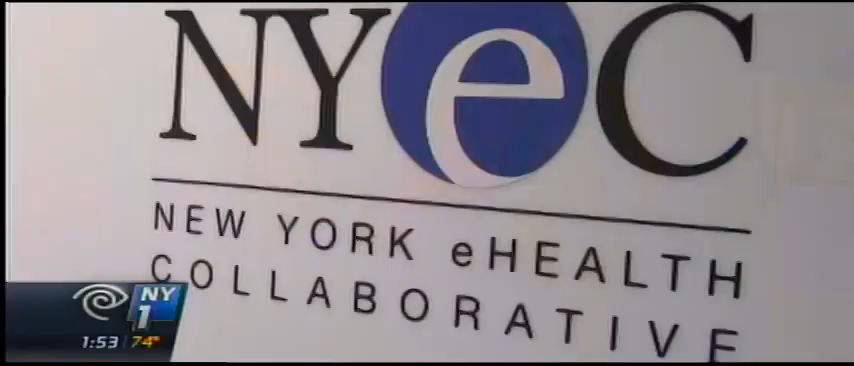 NYeC
NEW YORK eHEALTH
COLLABORATIVE
NY
1
1:53 74°